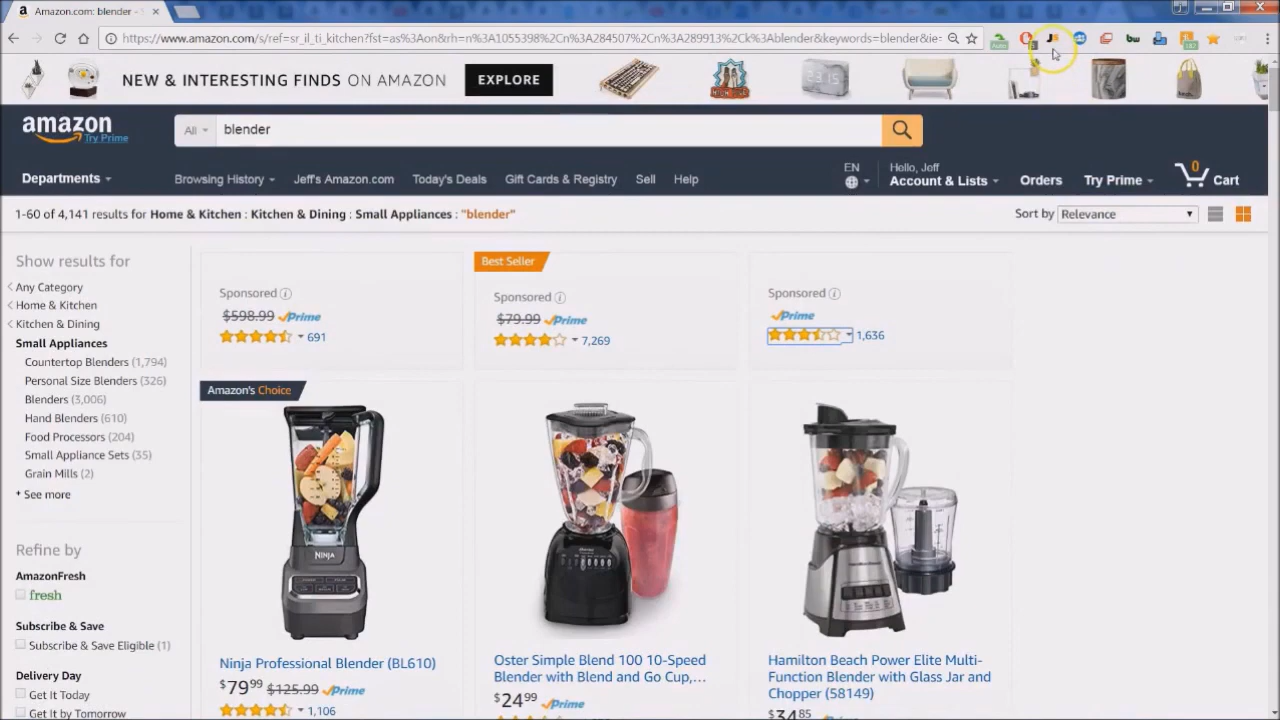 Amazon.com: blender -
https://www.amazon.com/s/ref=sr_il_ti_kitchen?fst=as%3Aon&rh=n%3A1055398%2Cn%3A284507%2Cn%3A289913%2Ck%3Ablender&keywords=blender&ie=
NEW & INTERESTING FINDS ON AMAZON
EXPLORE
23:15
amazon
Try Prime
All
blender
Departments
Browsing History
Jeff's Amazon.com
Today's Deals
Gift Cards & Registry
Sell
Help
EN
Hello, Joff
Account & Lists
Orders
Try Prime
0
Cart
1-60 of 4,141 results for Home & Kitchen : Kitchen & Dining : Small Appliances : "blender"
Sort by Relevance
Show results for
Any Category
Home & Kitchen
Kitchen & Dining
Small Appliances
Countertop Blenders (1,794)
Personal Size Blenders (326)
Blenders (3,006)
Hand Blenders (610)
Food Processors (204)
Small Appliance Sets (35)
Grain Mills (2)
+ See more
Refine by
AmazonFresh
fresh
Subscribe & Save
Subscribe & Save Eligible (1)
Delivery Day
Get It Today
Get It by Tomorrow
Sponsored
$598.99 Prime
691
Best Seller
Sponsored
$79.99 Prime
7,269
Sponsored
Prime
1,636
Amazon's Choice
NINJA
Ninja Professional Blender (BL610)
$79.99 $125.99 Prime
1,106
Oster Simple Blend 100 10-Speed
Blender with Blend and Go Cup,...
$24.99 Prime
Hamilton Beach Power Elite Multi-
Function Blender with Glass Jar and
Chopper (58149)
$34.85